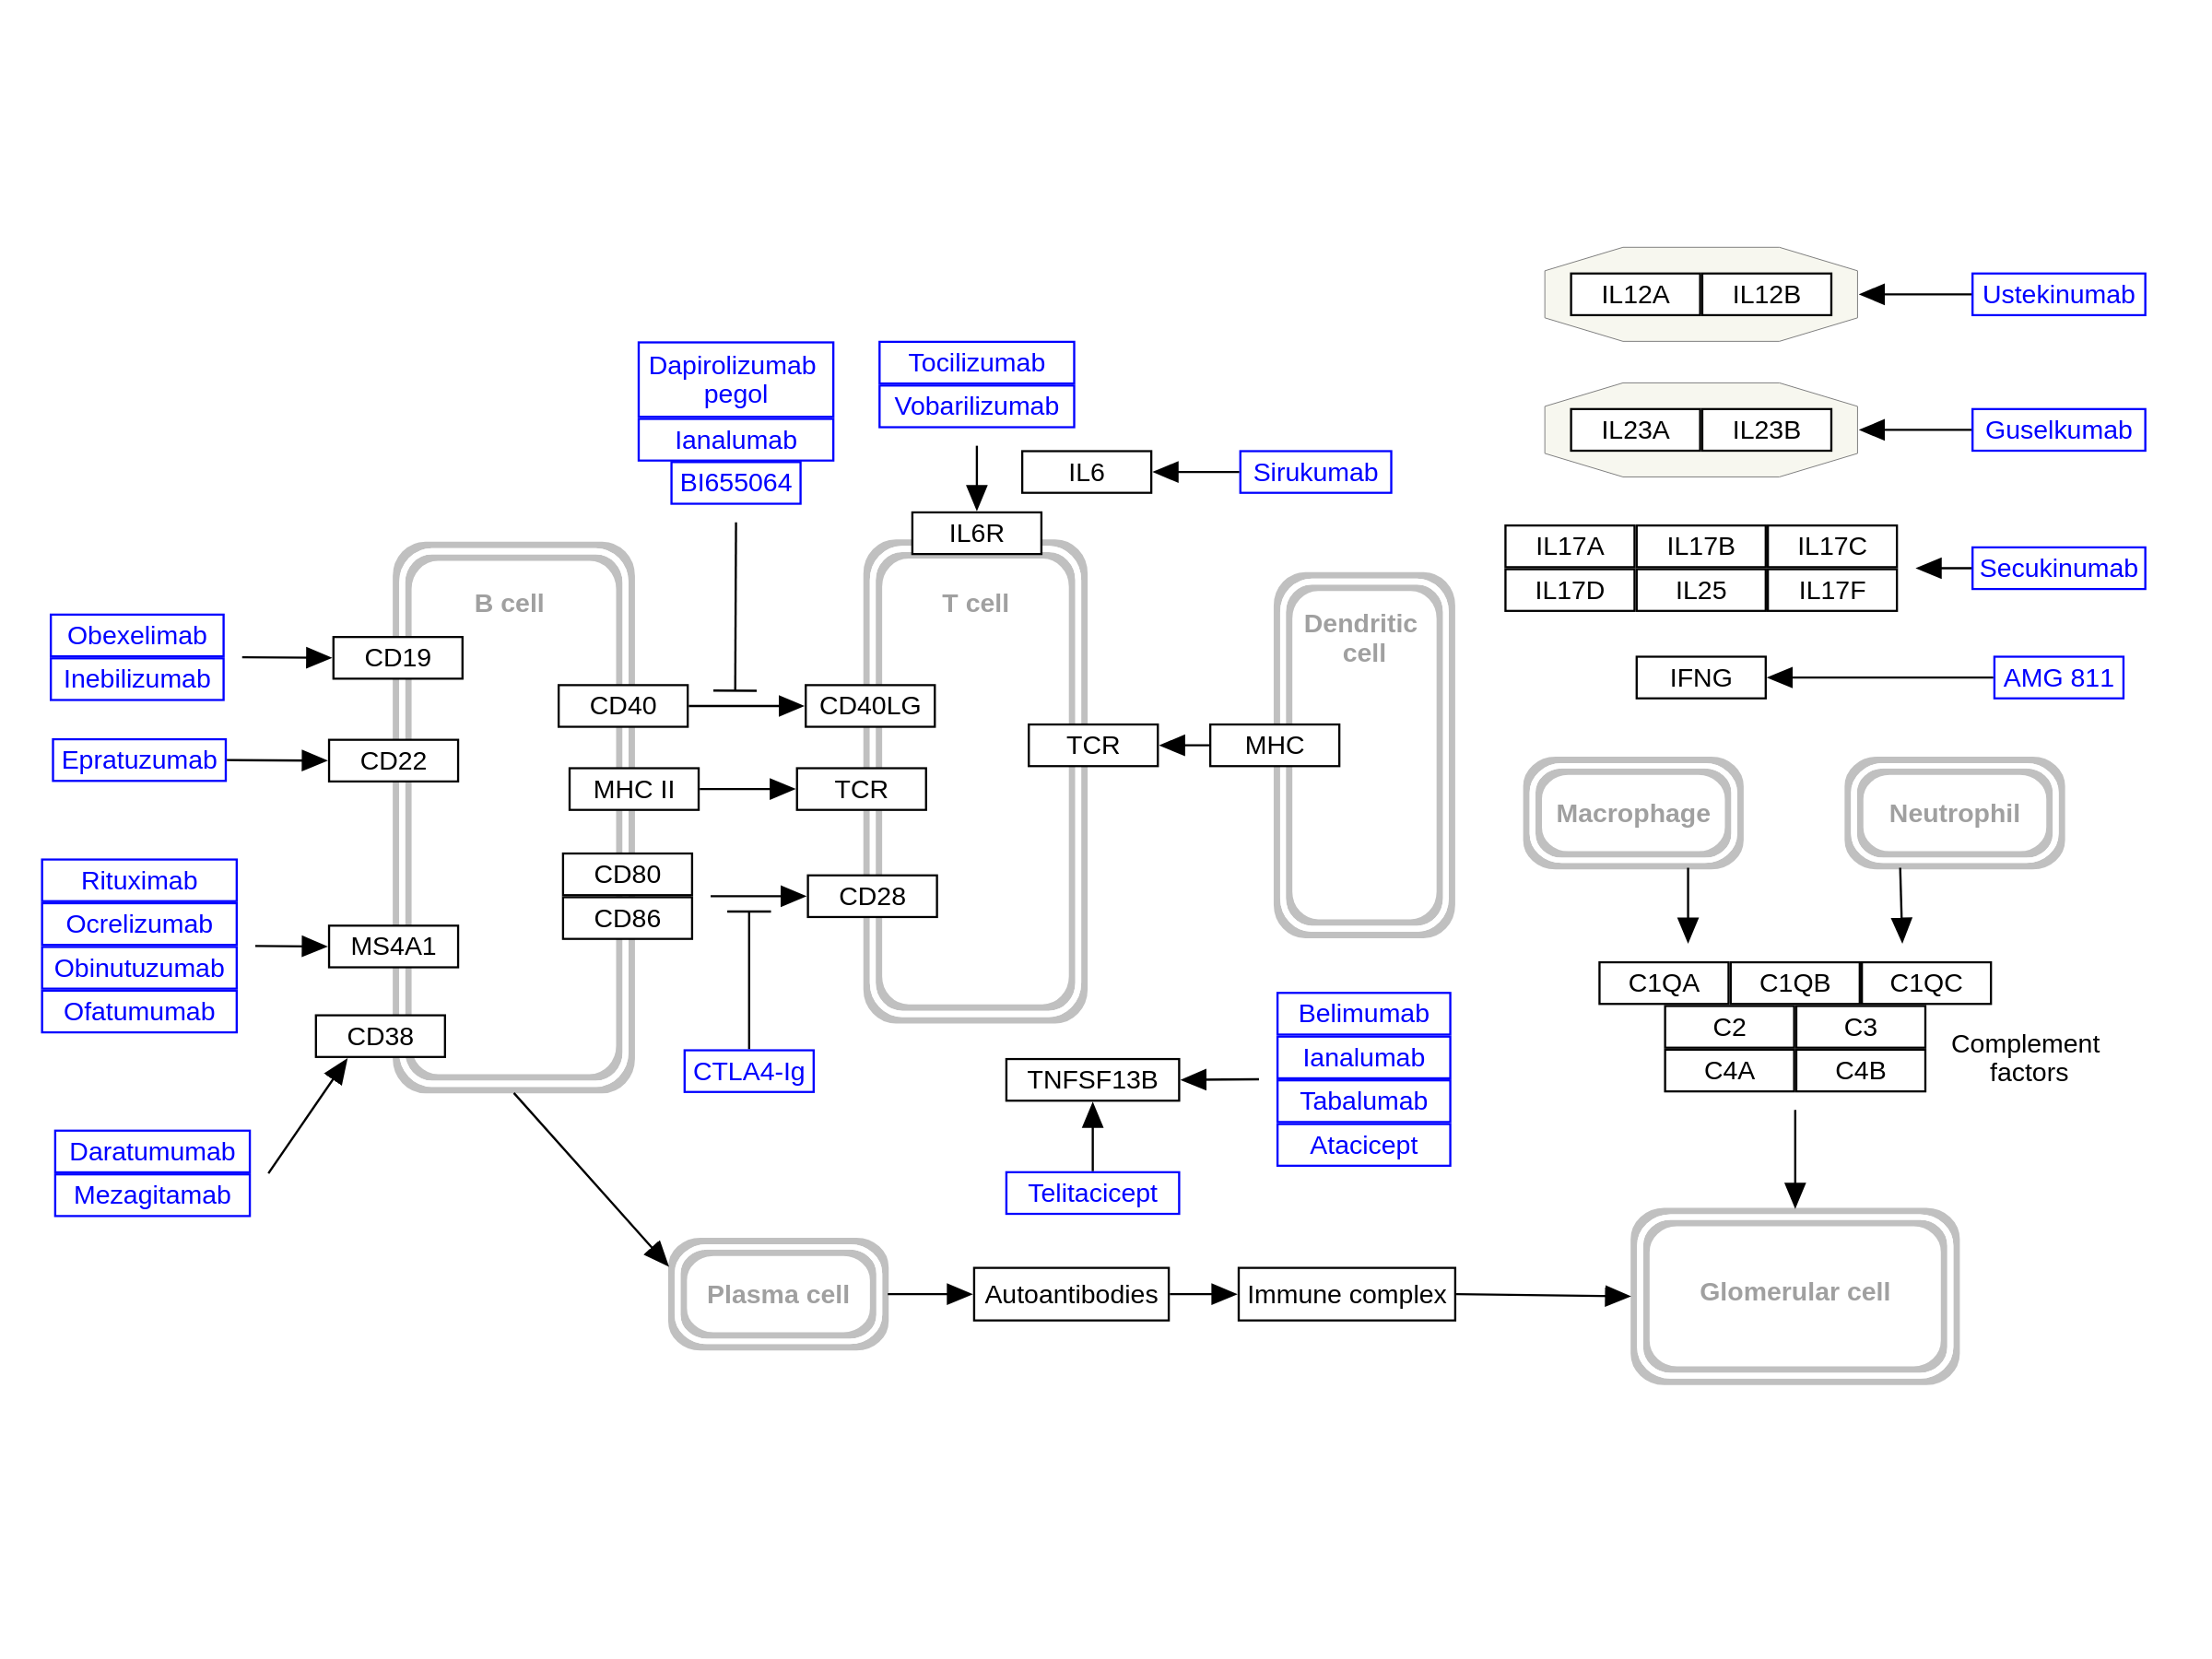 IL12A
IL12B
Ustekinumab
Dapirolizumab
pegol
Ianalumab
BI655064
Tocilizumab
Vobarilizumab
IL23A
IL23B
Guselkumab
IL6
Sirukumab
IL6R
IL17A
IL17B
IL17C
IL17D
IL25
IL17F
Secukinumab
B cell
T cell
Dendritic
cell
Obexelimab
Inebilizumab
CD19
IFNG
AMG 811
CD40
CD40LG
TCR
MHC
Epratuzumab
CD22
MHC II
TCR
Macrophage
Neutrophil
Rituximab
Ocrelizumab
Obinutuzumab
Ofatumumab
MS4A1
CD80
CD86
CD28
CD38
C1QA
C1QB
C1QC
C2
C3
C4A
C4B
Complement
factors
CTLA4-Ig
TNFSF13B
Belimumab
Ianalumab
Tabalumab
Atacicept
Daratumumab
Mezagitamab
Telitacicept
Plasma cell
Autoantibodies
Immune complex
Glomerular cell